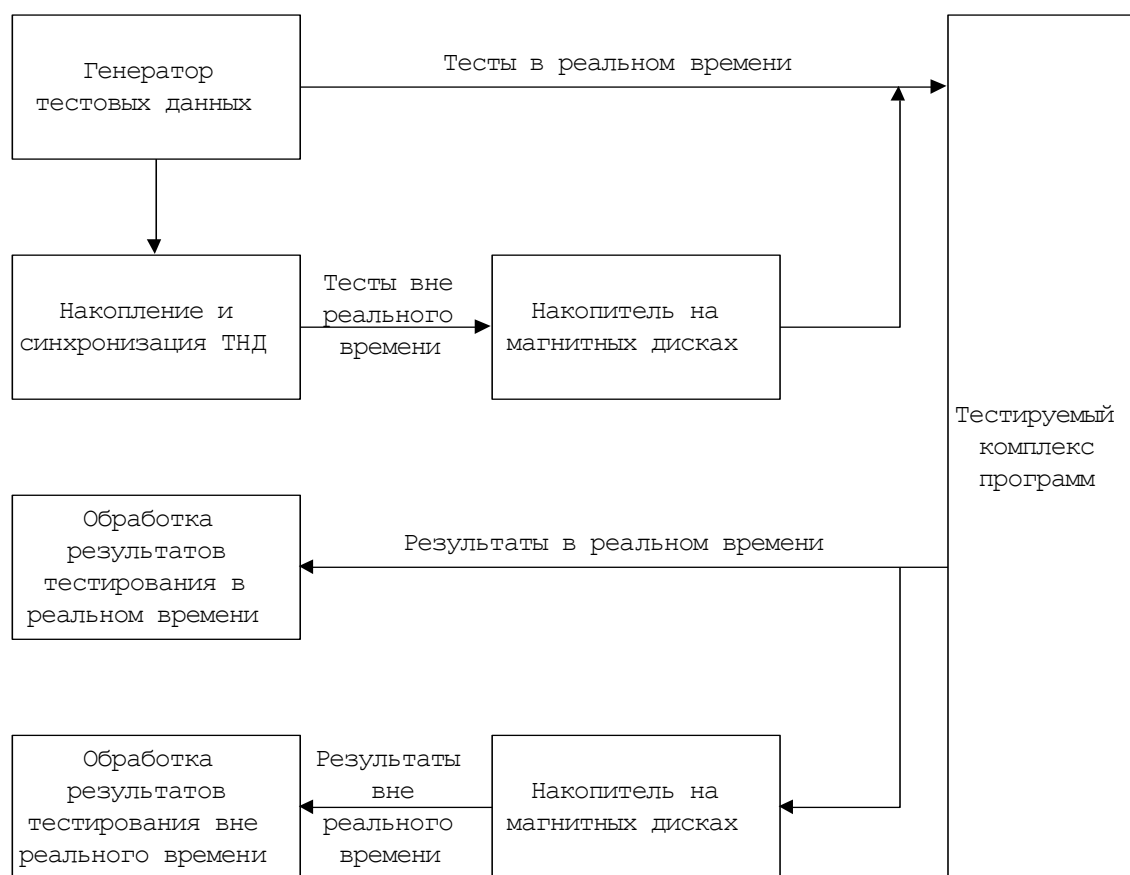 Генератор
тестовых данных
Тесты в реальном времени
Накопление и
синхронизация ТНД
Тесты вне
реального
времени
Накопитель на
магнитных дисках
Тестируемый
комплекс
программ
Обработка
результатов
тестирования в
реальном времени
Результаты в реальном времени
Обработка
результатов
тестирования вне
реального времени
Результаты
вне
реального
времени
Накопитель на
магнитных дисках